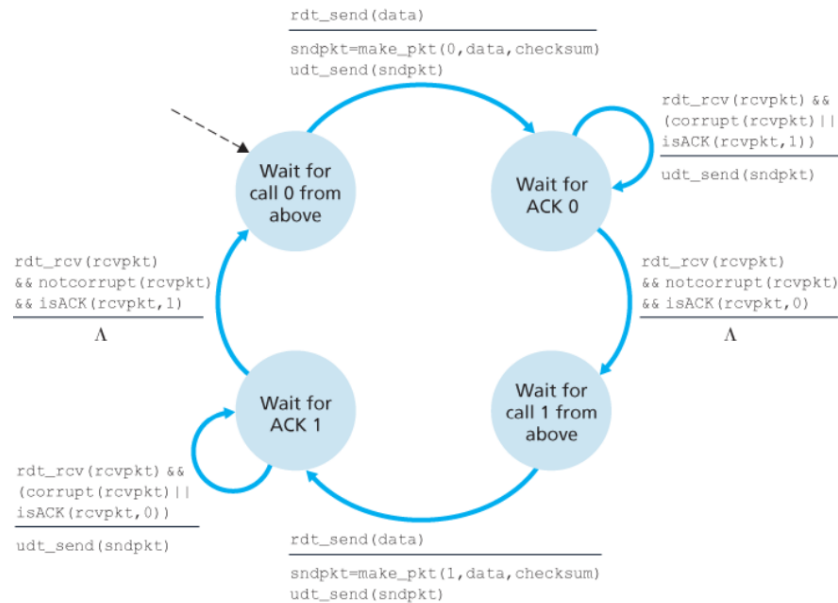 rdt_send(data)
sndpkt=make_pkt(0,data,checksum)
udt_send(sndpkt)
Wait for
call 0 from
above
Wait for
ACK 0
rdt_rcv(rcvpkt) &&
(corrupt(rcvpkt)||
isACK(rcvpkt,1))
udt_send(sndpkt)
rdt_rcv(rcvpkt)
&& notcorrupt(rcvpkt)
&& isACK(rcvpkt,1)
Λ
rdt_rcv(rcvpkt)
&& notcorrupt(rcvpkt)
&& isACK(rcvpkt,0)
Λ
Wait for
ACK 1
Wait for
call 1 from
above
rdt_rcv(rcvpkt) &&
(corrupt(rcvpkt)||
isACK(rcvpkt,0))
udt_send(sndpkt)
rdt_send(data)
sndpkt=make_pkt(1,data,checksum)
udt_send(sndpkt)